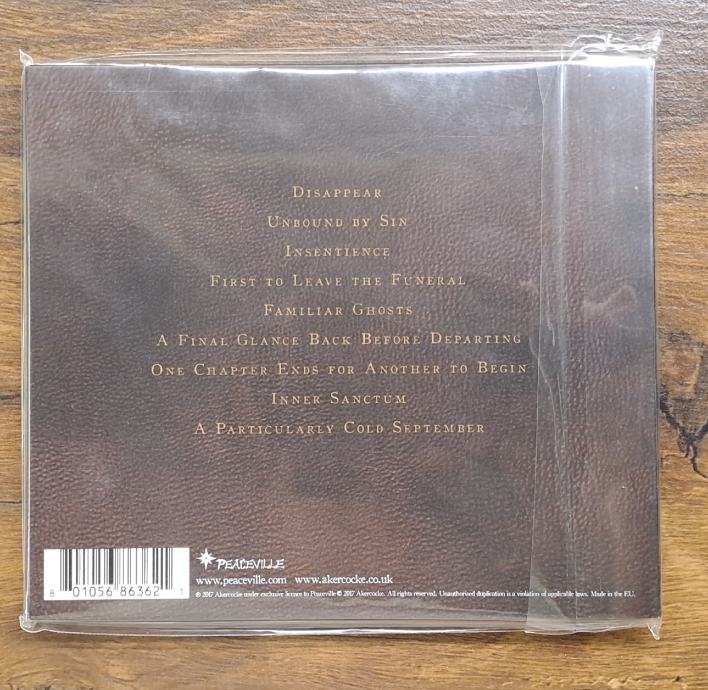 DISAPPEAR
UNBOUND BY SIN
INSENTIENCE
FIRST TO LEAVE THE FUNERAL
FAMILIAR GHOSTS
A FINAL GLANCE BACK BEFORE DEPARTING
ONE CHAPTER ENDS FOR ANOTHER TO BEGIN
INNER SANCTUM
A PARTICULARLY COLD SEPTEMBER
PEACEVILLE
www.peaceville.com www.akercocke.co.uk
8 01056 86362 1
℗ 2017 Akercocke under exclusive licence to Peaceville © 2017 Akercocke. All rights reserved. Unauthorised duplication is a violation of applicable laws. Made in the EU.